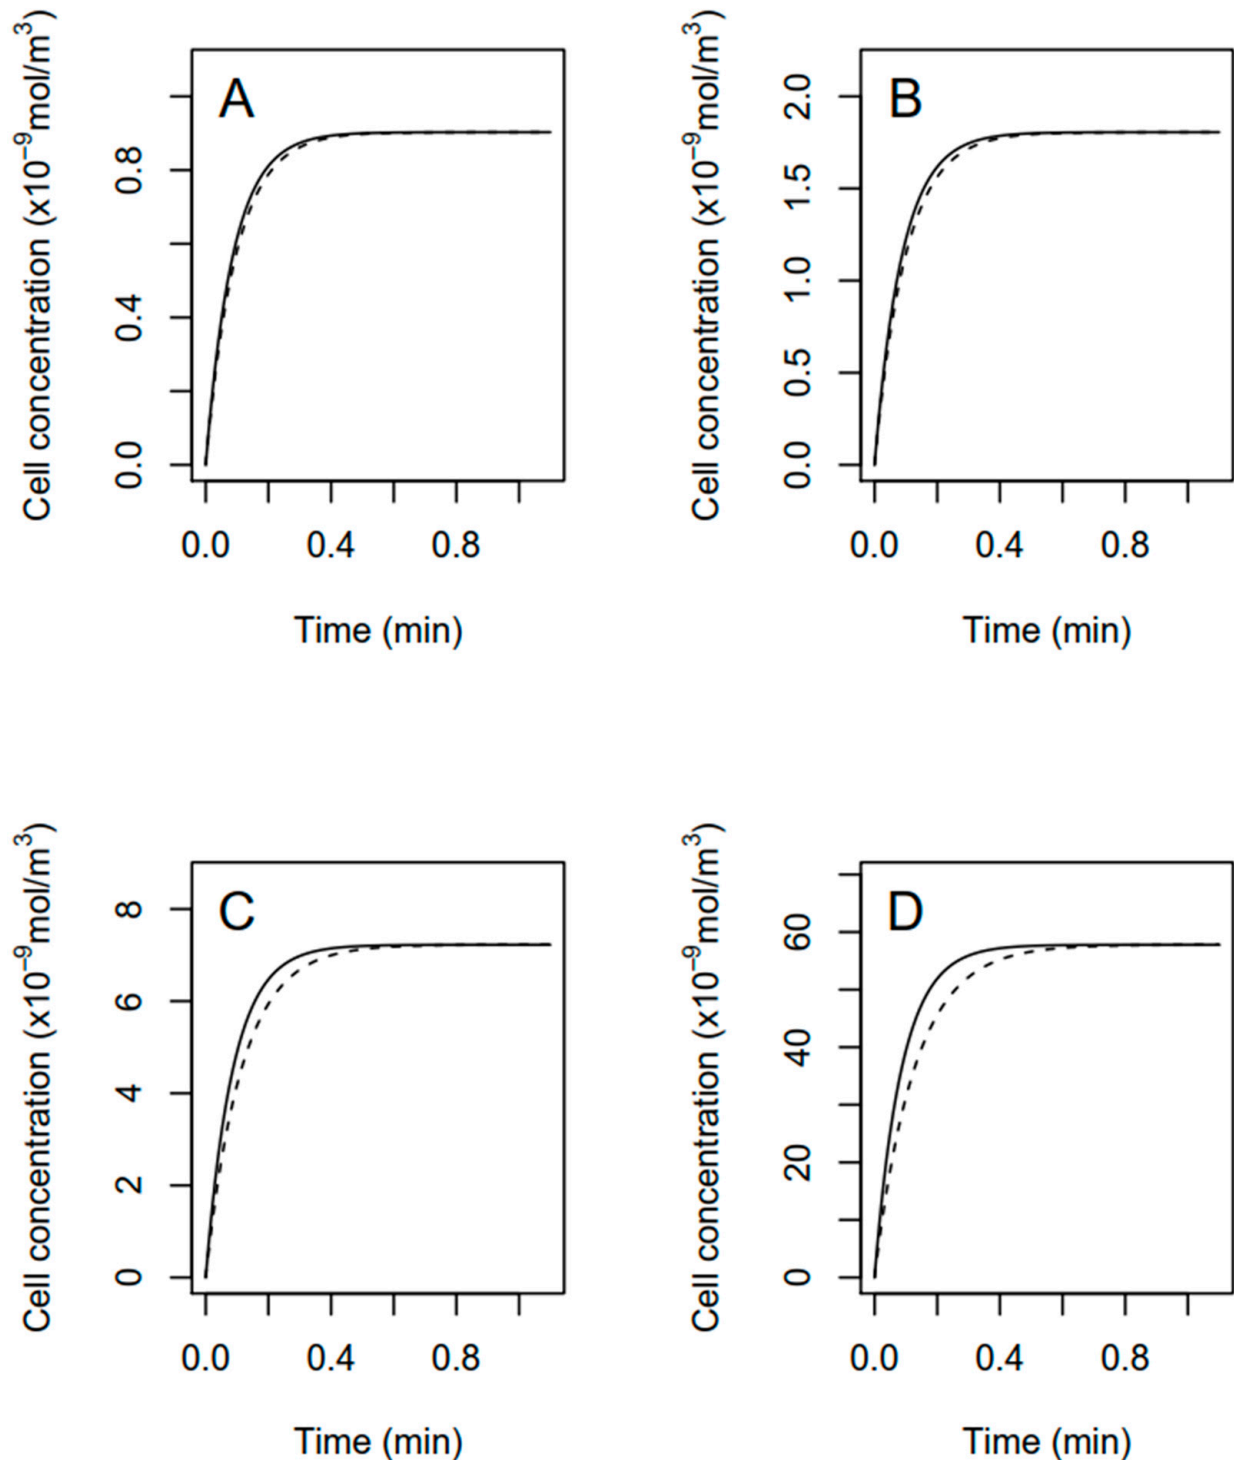 A
Cell concentration (x10⁻⁹mol/m³)
0.0 0.4 0.8
0.0 0.4 0.8
Time (min)
B
Cell concentration (x10⁻⁹mol/m³)
0.0 0.5 1.0 1.5 2.0
0.0 0.4 0.8
Time (min)
C
Cell concentration (x10⁻⁹mol/m³)
0 2 4 6 8
0.0 0.4 0.8
Time (min)
D
Cell concentration (x10⁻⁹mol/m³)
0 20 40 60
0.0 0.4 0.8
Time (min)